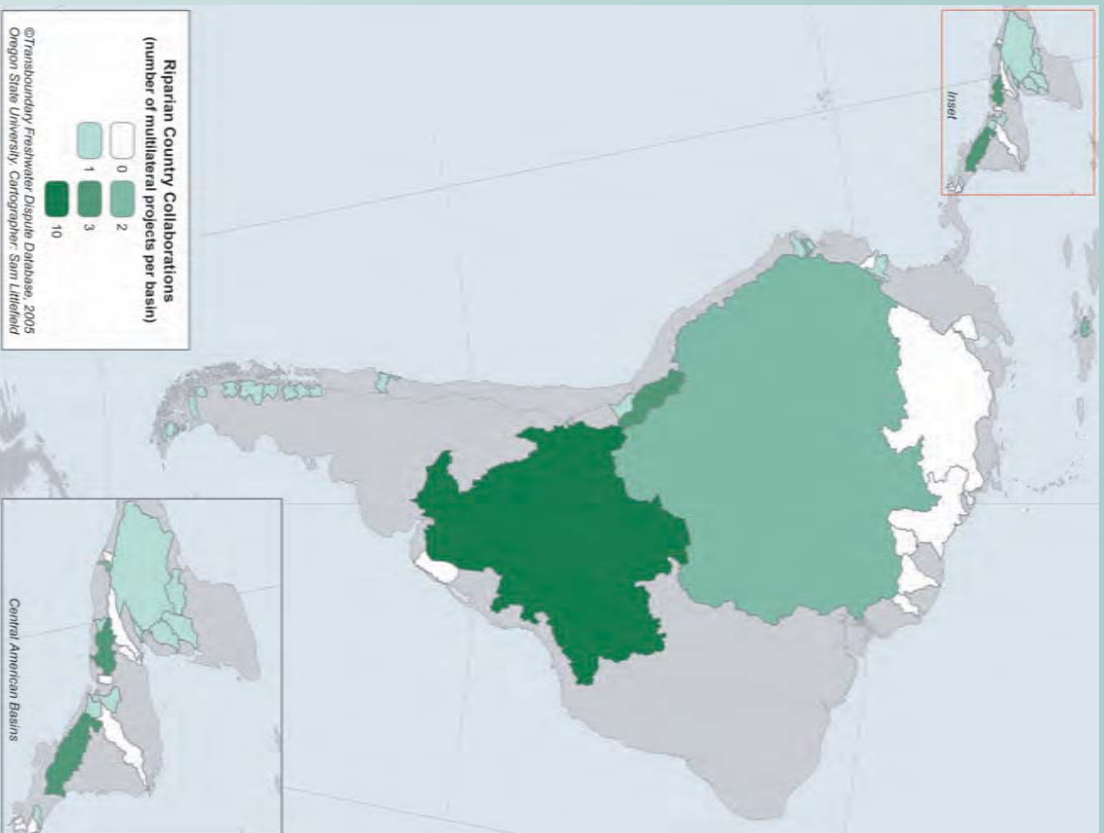 Inset
Riparian Country Collaborations
(number of multilateral projects per basin)
0
1
2
3
10
©Transboundary Freshwater Dispute Database, 2005
Oregon State University. Cartographer: Sam Littlefield
Central American Basins